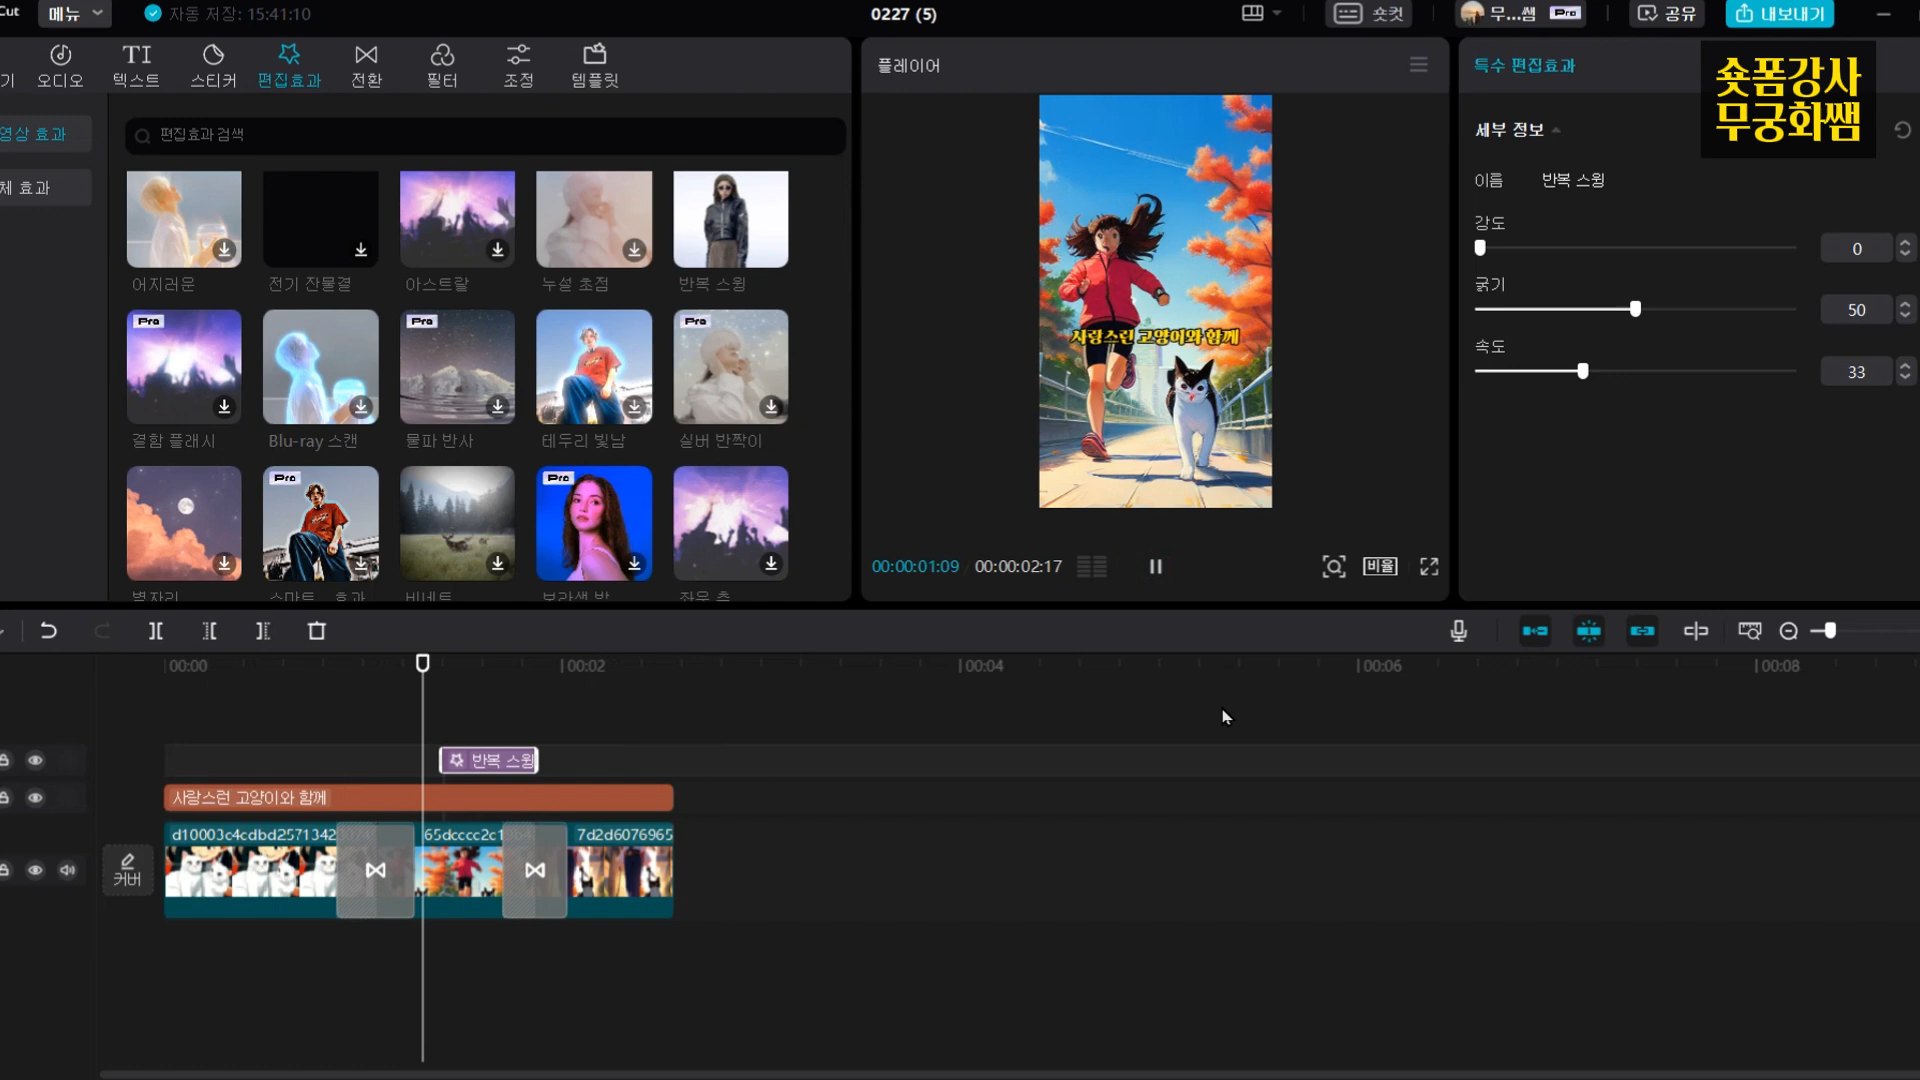 Cut 메뉴 자동 저장: 15:41:10 0227 (5) 숏컷 무...쌤 Pro 공유 내보내기
기 오디오 TI 텍스트 스티커 편집효과 전환 필터 조정 템플릿
플레이어
특수 편집효과
숏폼강사
무궁화쌤
영상 효과
체 효과
편집효과 검색
세부 정보
이름 반복 스윙
강도
0
굵기
50
속도
33
어지러운 전기 잔물결 아스트랄 누설 초점 반복 스윙
Pro Pro Pro
결함 플래시 Blu-ray 스캔 물파 반사 테두리 빛남 실버 반짝이
Pro Pro
별자리 스마트 효과 비네트
사랑스런 고양이와 함께
00:00:01:09 00:00:02:17 비율
00:00 00:02 00:04 00:06 00:08
반복 스윙
사랑스런 고양이와 함께
d10003c4cdbd2571342 65dcccc2c1 7d2d6076965
커버